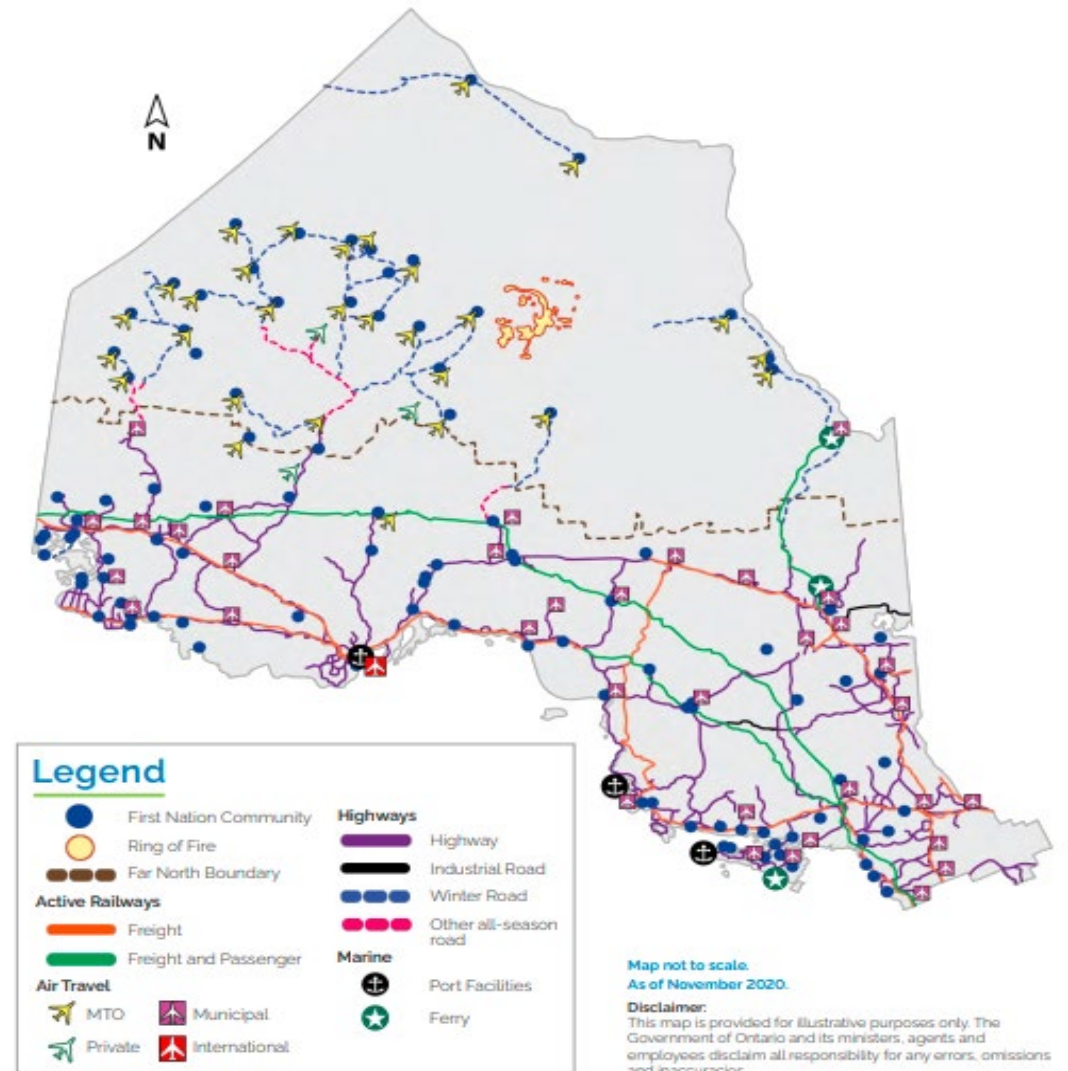 N
Legend
First Nation Community
Ring of Fire
Far North Boundary
Active Railways
Freight
Freight and Passenger
Air Travel
MTO
Municipal
Private
International
Highways
Highway
Industrial Road
Winter Road
Other all-season
road
Marine
Port Facilities
Ferry
Map not to scale.
As of November 2020.
Disclaimer:
This map is provided for illustrative purposes only. The
Government of Ontario and its ministers, agents and
employees disclaim all responsibility for any errors, omissions
and inaccuracies